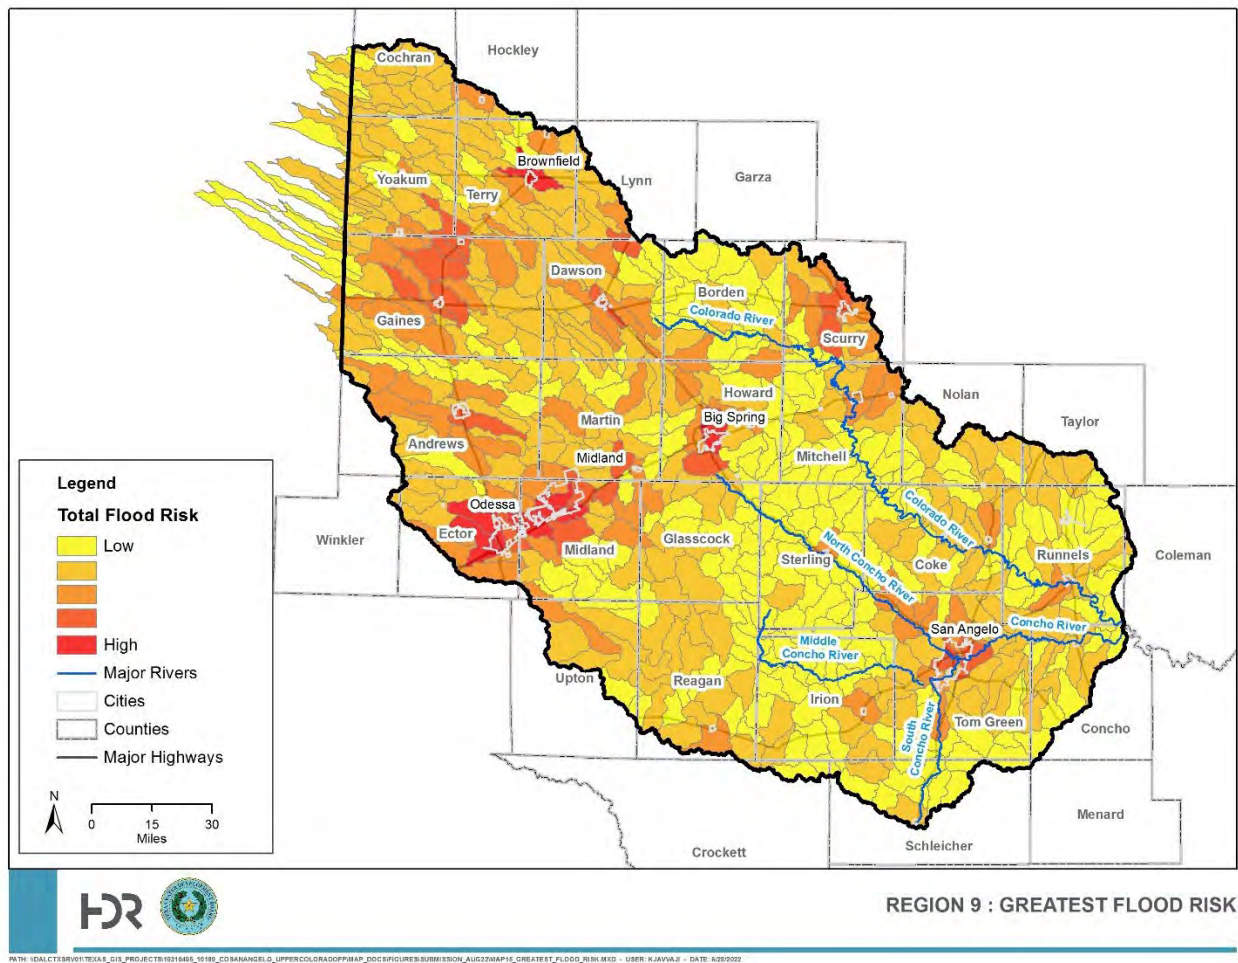 Cochran
Hockley
Brownfield
Yoakum
Terry
Lynn
Garza
Dawson
Borden
Colorado River
Gaines
Scurry
Howard
Nolan
Big Spring
Martin
Taylor
Andrews
Midland
Mitchell
Odessa
Colorado River
Winkler
Ector
Midland
Glasscock
North Concho River
Sterling
Coke
Runnels
Coleman
San Angelo
Concho River
Middle
Concho River
Upton
Reagan
Irion
South
Concho River
Tom Green
Concho
Menard
Schleicher
Crockett
Legend
Total Flood Risk
Low
High
Major Rivers
Cities
Counties
Major Highways
N
0 15 30
Miles
HDR
REGION 9 : GREATEST FLOOD RISK